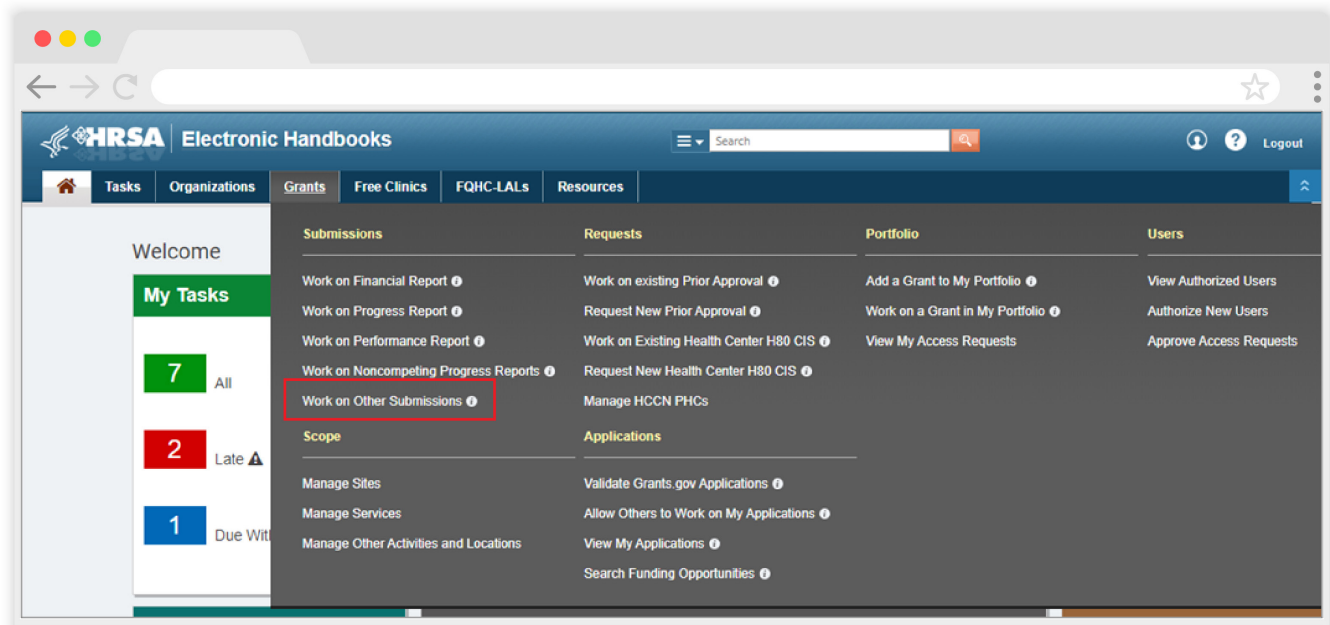 HRSA Electronic Handbooks
Search
? Logout
Tasks Organizations Grants Free Clinics FQHC-LALs Resources
Welcome
My Tasks
7 All
2 Late
1 Due Wit
Submissions
Work on Financial Report
Work on Progress Report
Work on Performance Report
Work on Noncompeting Progress Reports
Work on Other Submissions
Scope
Manage Sites
Manage Services
Manage Other Activities and Locations
Requests
Work on existing Prior Approval
Request New Prior Approval
Work on Existing Health Center H80 CIS
Request New Health Center H80 CIS
Manage HCCN PHCs
Applications
Validate Grants.gov Applications
Allow Others to Work on My Applications
View My Applications
Search Funding Opportunities
Portfolio
Add a Grant to My Portfolio
Work on a Grant in My Portfolio
View My Access Requests
Users
View Authorized Users
Authorize New Users
Approve Access Requests